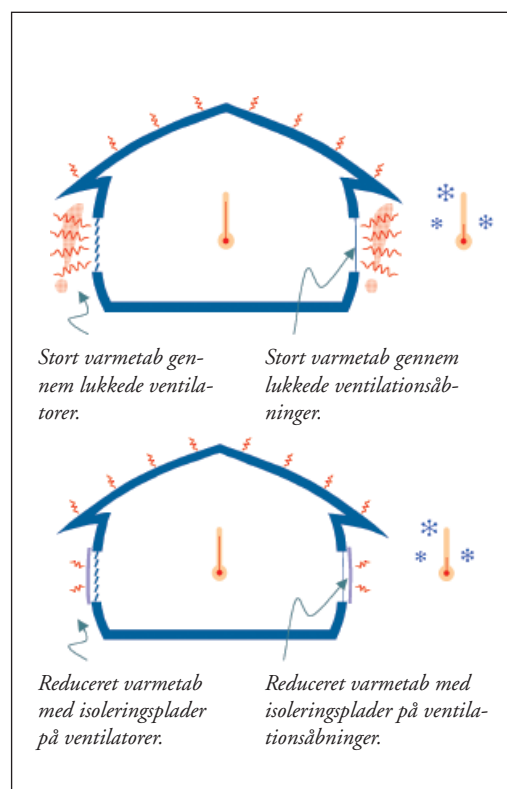 Stort varmetab gen-
nem lukkede ventila-
torer.
Stort varmetab gennem
lukkede ventilationsåb-
ninger.
Reduceret varmetab
med isoleringsplader
på ventilatorer.
Reduceret varmetab med
isoleringsplader på ventila-
tionsåbninger.